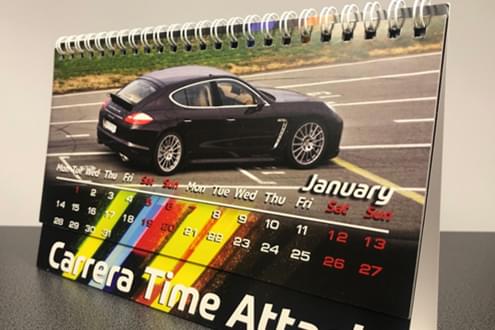 January
Mon Tue Wed Thu Fri Sat Sun Mon Tue Wed Thu Fri Sat Sun
1 2 3 4 5 6 7 8 9 10 11 12 13
14 15 16 17 18 19 20 21 22 23 24 25 26 27
28 29 30 31
Carrera Time